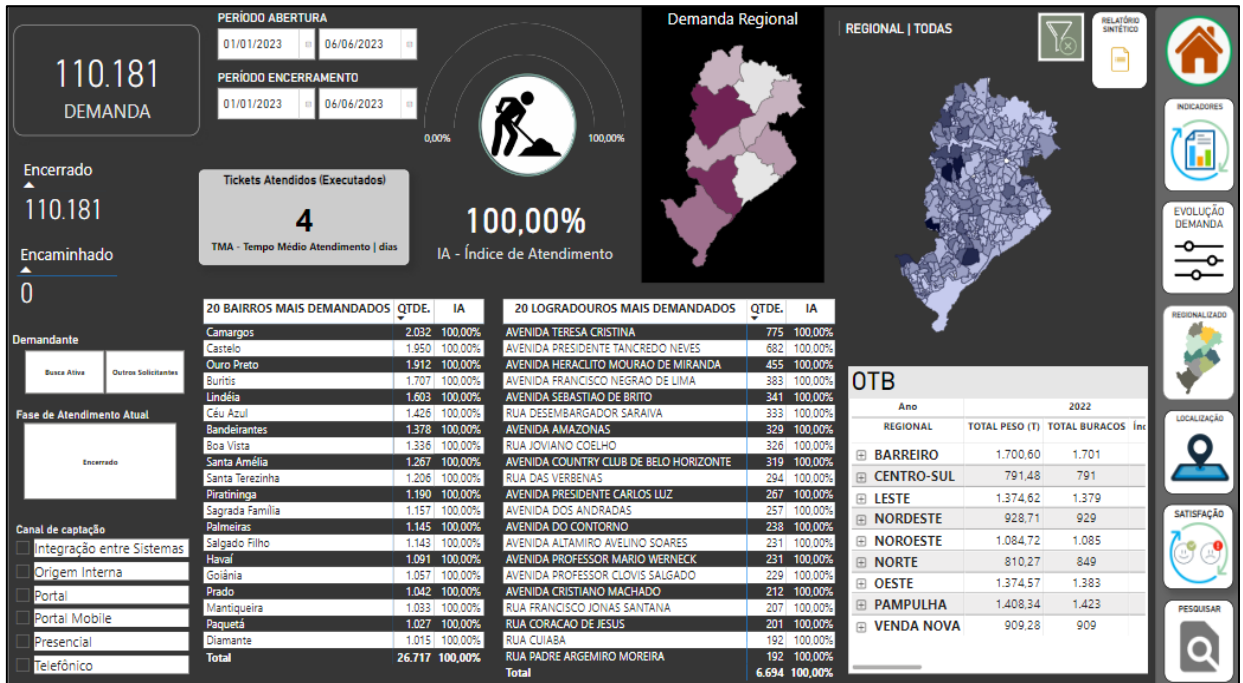 110.181
DEMANDA
Encerrado
110.181
Encaminhado
0
Demandante
Busca Ativa
Outros Solicitantes
Fase de Atendimento Atual
Encerrado
Canal de captação
Integração entre Sistemas
Origem Interna
Portal
Portal Mobile
Presencial
Telefônico
PERÍODO ABERTURA
01/01/2023 06/06/2023
PERÍODO ENCERRAMENTO
01/01/2023 06/06/2023
Tickets Atendidos (Executados)
4
TMA - Tempo Médio Atendimento | dias
0,00% 100,00%
100,00%
IA - Índice de Atendimento
Demanda Regional
REGIONAL | TODAS
RELATÓRIO
SINTÉTICO
20 BAIRROS MAIS DEMANDADOS QTDE. IA
Camargos 2.032 100,00%
Castelo 1.950 100,00%
Ouro Preto 1.912 100,00%
Buritis 1.707 100,00%
Lindéia 1.603 100,00%
Céu Azul 1.426 100,00%
Bandeirantes 1.378 100,00%
Boa Vista 1.336 100,00%
Santa Amélia 1.267 100,00%
Santa Terezinha 1.206 100,00%
Piratininga 1.190 100,00%
Sagrada Família 1.157 100,00%
Palmeiras 1.145 100,00%
Salgado Filho 1.143 100,00%
Havaí 1.091 100,00%
Goiânia 1.057 100,00%
Prado 1.042 100,00%
Mantiqueira 1.033 100,00%
Paquetá 1.027 100,00%
Diamante 1.015 100,00%
Total 26.717 100,00%
20 LOGRADOUROS MAIS DEMANDADOS QTDE. IA
AVENIDA TERESA CRISTINA 775 100,00%
AVENIDA PRESIDENTE TANCREDO NEVES 682 100,00%
AVENIDA HERACLITO MOURAO DE MIRANDA 455 100,00%
AVENIDA FRANCISCO NEGRAO DE LIMA 383 100,00%
AVENIDA SEBASTIAO DE BRITO 341 100,00%
RUA DESEMBARGADOR SARAIVA 333 100,00%
AVENIDA AMAZONAS 329 100,00%
RUA JOVIANO COELHO 326 100,00%
AVENIDA COUNTRY CLUB DE BELO HORIZONTE 319 100,00%
RUA DAS VERBENAS 294 100,00%
AVENIDA PRESIDENTE CARLOS LUZ 267 100,00%
AVENIDA DOS ANDRADAS 257 100,00%
AVENIDA DO CONTORNO 238 100,00%
AVENIDA ALTAMIRO AVELINO SOARES 231 100,00%
AVENIDA PROFESSOR MARIO WERNECK 231 100,00%
AVENIDA PROFESSOR CLOVIS SALGADO 229 100,00%
AVENIDA CRISTIANO MACHADO 212 100,00%
RUA FRANCISCO JONAS SANTANA 207 100,00%
RUA CORACAO DE JESUS 201 100,00%
RUA CUIABA 192 100,00%
RUA PADRE ARGEMIRO MOREIRA 192 100,00%
Total 6.694 100,00%
OTB
Ano 2022
REGIONAL TOTAL PESO (T) TOTAL BURACOS Índ
BARREIRO 1.700,60 1.701
CENTRO-SUL 791,48 791
LESTE 1.374,62 1.379
NORDESTE 928,71 929
NOROESTE 1.084,72 1.085
NORTE 810,27 849
OESTE 1.374,57 1.383
PAMPULHA 1.408,34 1.423
VENDA NOVA 909,28 909
INDICADORES
EVOLUÇÃO
DEMANDA
REGIONALIZADO
LOCALIZAÇÃO
SATISFAÇÃO
PESQUISAR